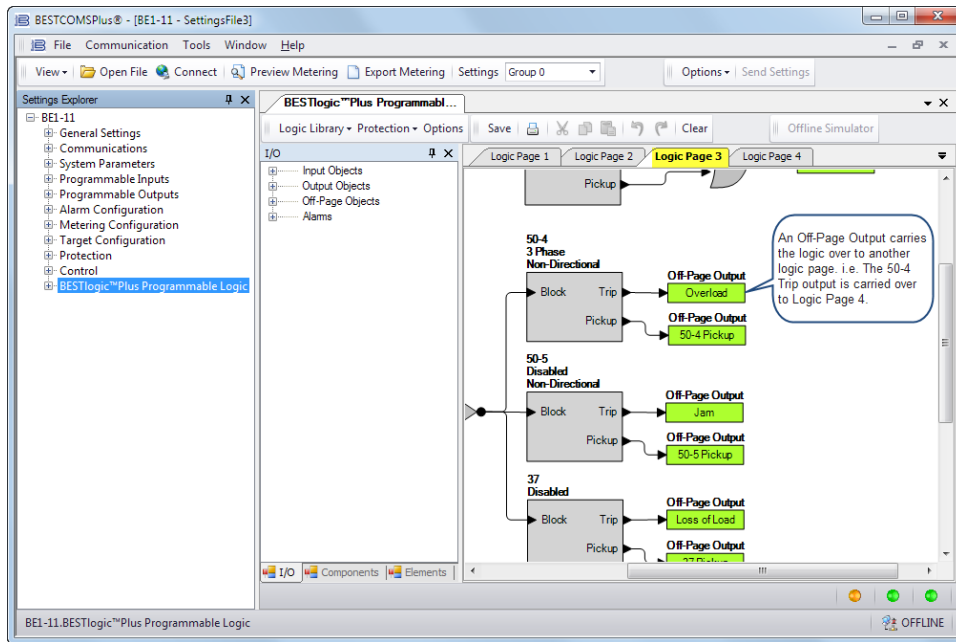 BESTCOMSPlus® - [BE1-11 - SettingsFile3]
File Communication Tools Window Help
View Open File Connect Preview Metering Export Metering Settings Group 0 Options Send Settings
Settings Explorer
BE1-11
General Settings
Communications
System Parameters
Programmable Inputs
Programmable Outputs
Alarm Configuration
Metering Configuration
Target Configuration
Protection
Control
BESTlogic™Plus Programmable Logic
BESTlogic™Plus Programmabl...
Logic Library Protection Options Save Clear Offline Simulator
I/O
Input Objects
Output Objects
Off-Page Objects
Alarms
I/O Components Elements
Logic Page 1 Logic Page 2 Logic Page 3 Logic Page 4
Pickup
50-4
3 Phase
Non-Directional
Block Trip
Pickup
Off-Page Output
Overload
Off-Page Output
50-4 Pickup
An Off-Page Output carries
the logic over to another
logic page. i.e. The 50-4
Trip output is carried over
to Logic Page 4.
50-5
Disabled
Non-Directional
Block Trip
Pickup
Off-Page Output
Jam
Off-Page Output
50-5 Pickup
37
Disabled
Block Trip
Pickup
Off-Page Output
Loss of Load
Off-Page Output
37 Pickup
BE1-11.BESTlogic™Plus Programmable Logic
OFFLINE